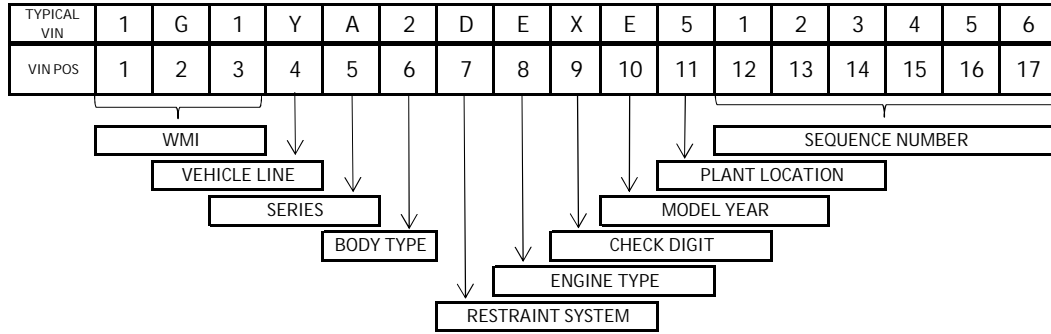 TYPICAL VIN 1 G 1 Y A 2 D E X E 5 1 2 3 4 5 6
VIN POS 1 2 3 4 5 6 7 8 9 10 11 12 13 14 15 16 17
WMI SEQUENCE NUMBER
VEHICLE LINE PLANT LOCATION
SERIES MODEL YEAR
BODY TYPE CHECK DIGIT
ENGINE TYPE
RESTRAINT SYSTEM